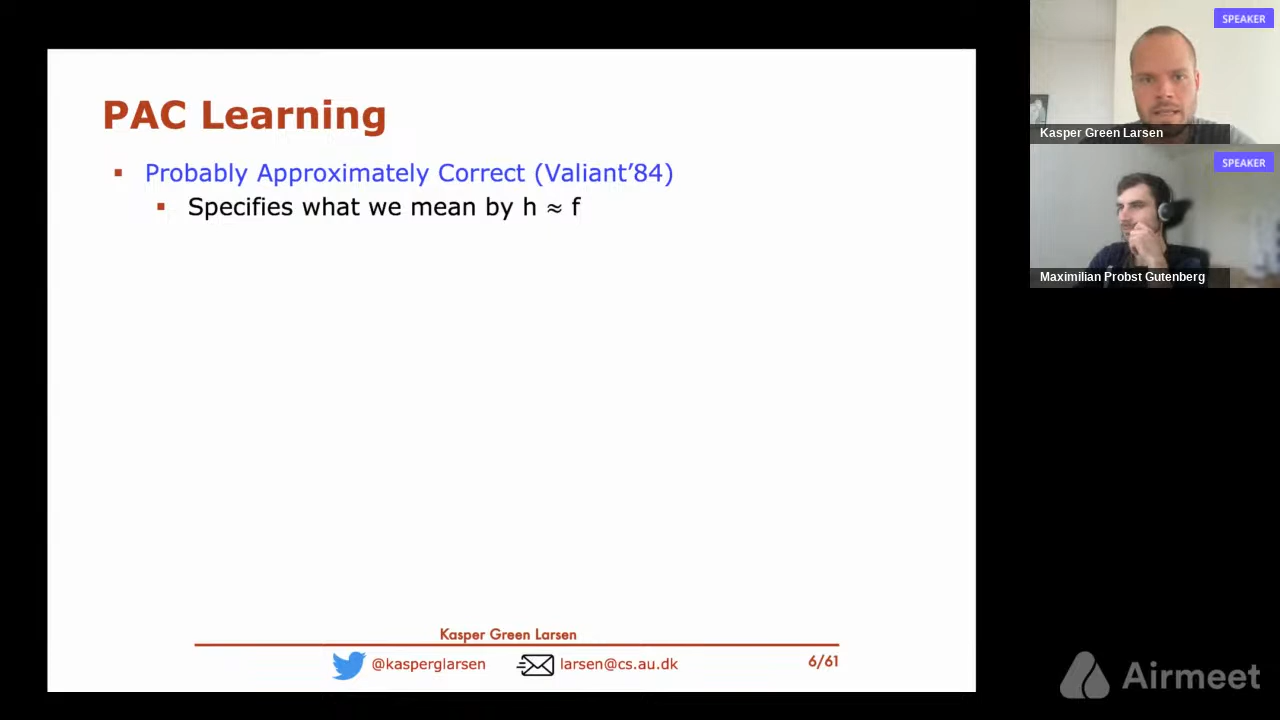 PAC Learning
▪ Probably Approximately Correct (Valiant’84)
▪ Specifies what we mean by h ≈ f
Kasper Green Larsen
@kasperglarsen larsen@cs.au.dk 6/61
SPEAKER
Kasper Green Larsen
SPEAKER
Maximilian Probst Gutenberg
Airmeet